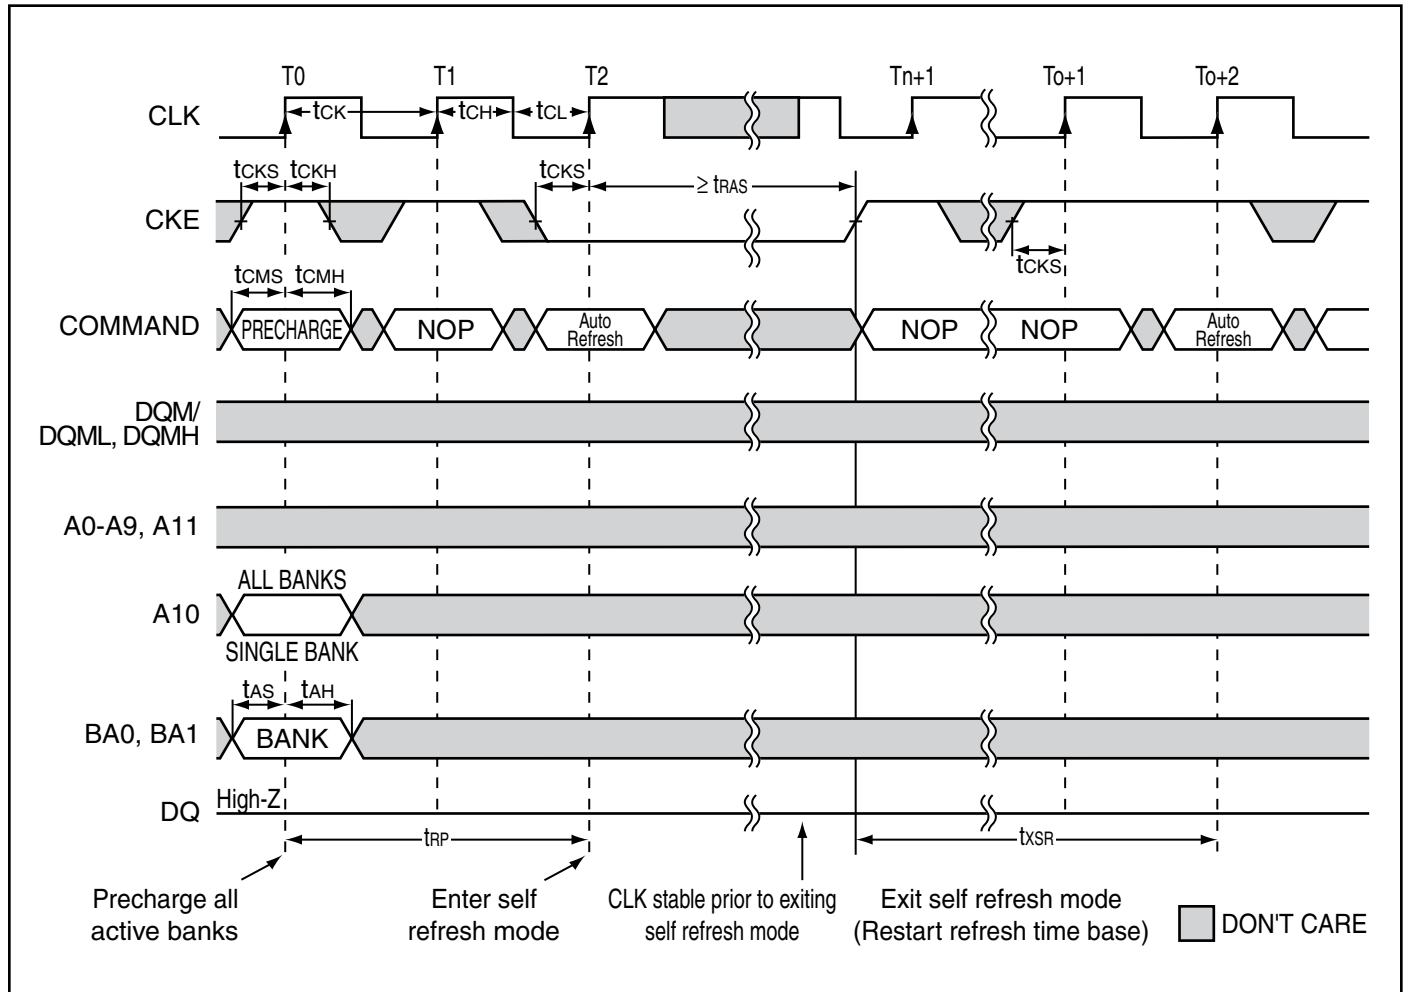 T0 T1 T2 Tn+1 To+1 To+2
CLK tCK tCH tCL
tCKS tCKH tCKS ≥ tRAS
CKE
tCKS
tCMS tCMH
COMMAND PRECHARGE NOP Auto Refresh NOP NOP Auto Refresh
DQM/
DQML, DQMH
A0-A9, A11
ALL BANKS
A10
SINGLE BANK
tAS tAH
BA0, BA1 BANK
High-Z
DQ
tRP tXSR
Precharge all
active banks
Enter self
refresh mode
CLK stable prior to exiting
self refresh mode
Exit self refresh mode
(Restart refresh time base)
DON'T CARE